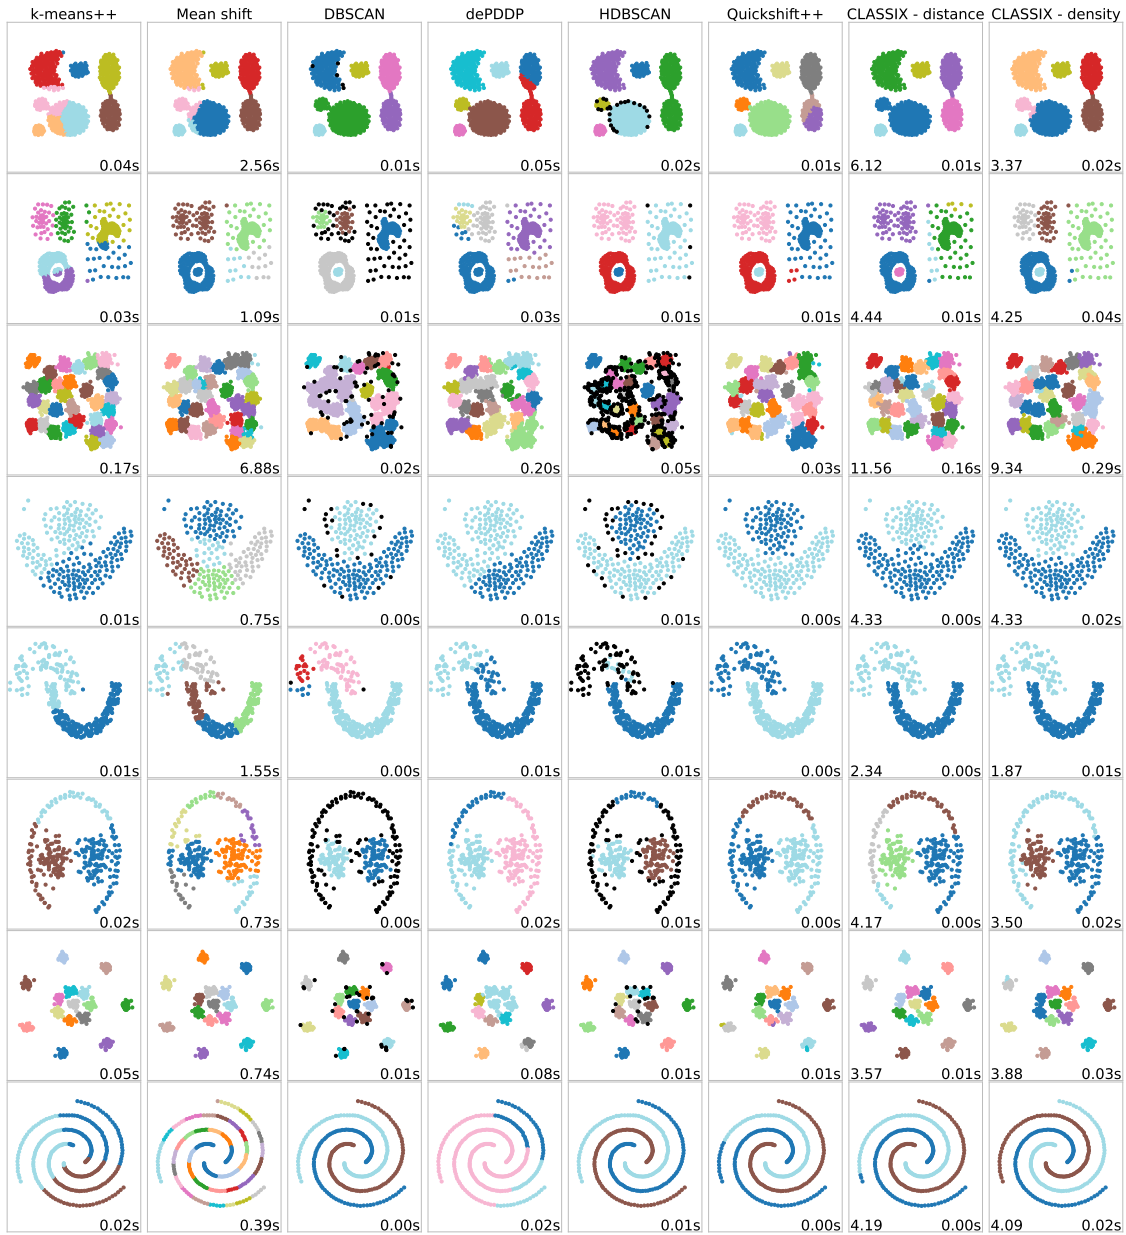 k-means++ Mean shift DBSCAN dePDDP HDBSCAN Quickshift++ CLASSIX - distance CLASSIX - density
0.04s 2.56s 0.01s 0.05s 0.02s 0.01s 6.12 0.01s 3.37 0.02s
0.03s 1.09s 0.01s 0.03s 0.01s 0.01s 4.44 0.01s 4.25 0.04s
0.17s 6.88s 0.02s 0.20s 0.05s 0.03s 11.56 0.16s 9.34 0.29s
0.01s 0.75s 0.00s 0.01s 0.01s 0.00s 4.33 0.00s 4.33 0.02s
0.01s 1.55s 0.00s 0.01s 0.01s 0.00s 2.34 0.00s 1.87 0.01s
0.02s 0.73s 0.00s 0.02s 0.01s 0.00s 4.17 0.00s 3.50 0.02s
0.05s 0.74s 0.01s 0.08s 0.01s 0.01s 3.57 0.01s 3.88 0.03s
0.02s 0.39s 0.00s 0.02s 0.01s 0.00s 4.19 0.00s 4.09 0.02s